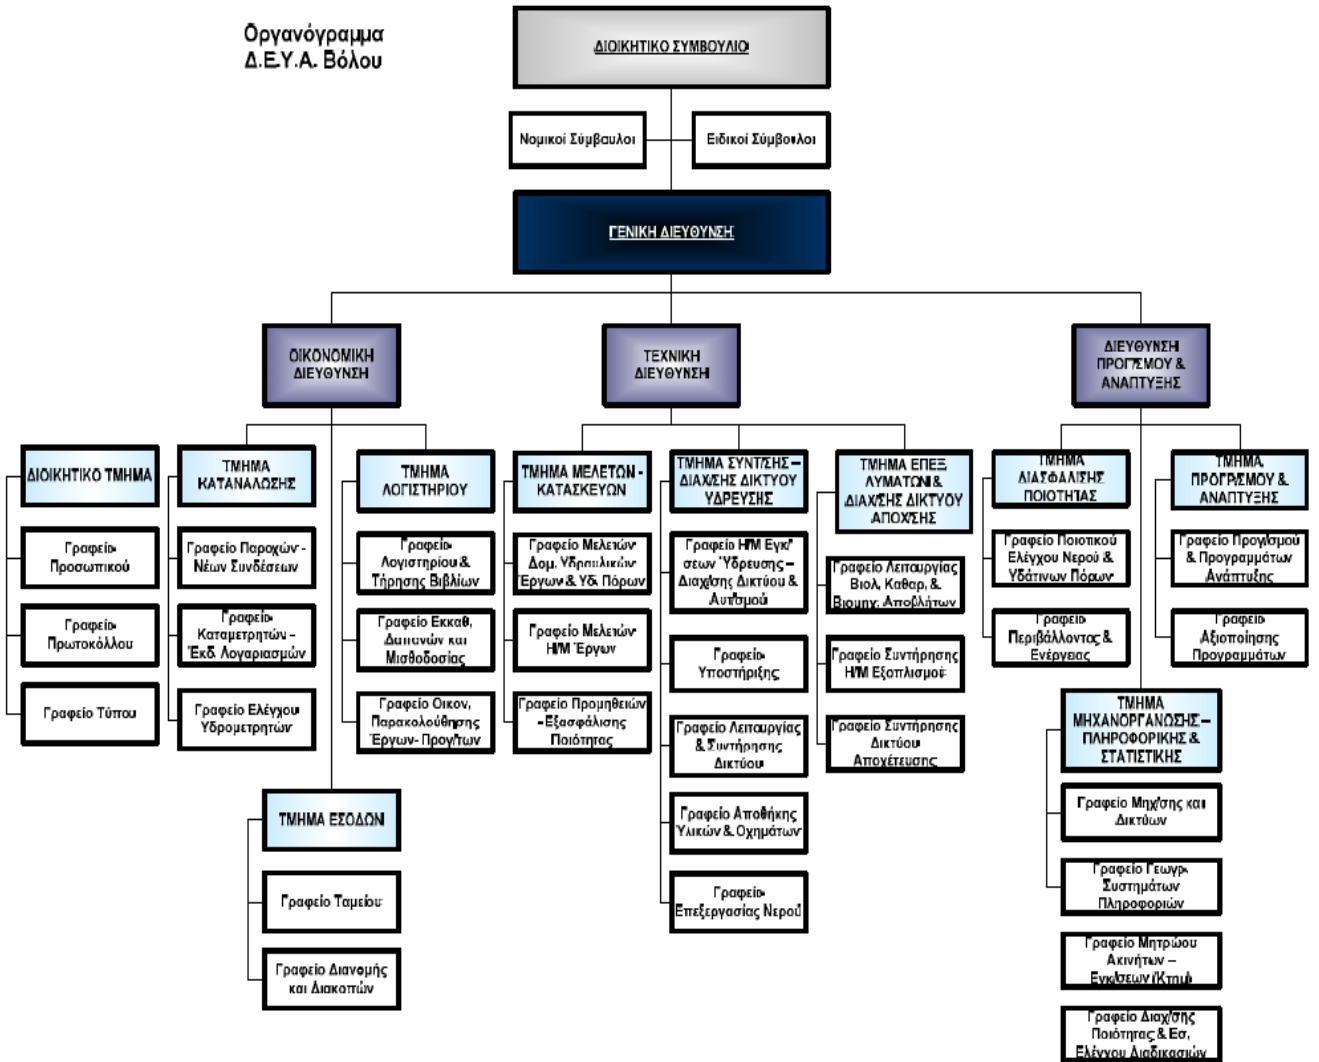 Οργανόγραμμα
Δ.Ε.Υ.Α. Βόλου
ΔΙΟΙΚΗΤΙΚΟ ΣΥΜΒΟΥΛΙΟ
Νομικοί Σύμβουλοι
Ειδικοί Σύμβουλοι
ΓΕΝΙΚΗ ΔΙΕΥΘΥΝΣΗ
ΟΙΚΟΝΟΜΙΚΗ
ΔΙΕΥΘΥΝΣΗ
ΤΕΧΝΙΚΗ
ΔΙΕΥΘΥΝΣΗ
ΔΙΕΥΘΥΝΣΗ
ΠΡΟΓ/ΣΜΟΥ &
ΑΝΑΠΤΥΞΗΣ
ΔΙΟΙΚΗΤΙΚΟ ΤΜΗΜΑ
Γραφείο
Προσωπικού
Γραφείο
Πρωτοκόλλου
Γραφείο Τύπου
ΤΜΗΜΑ
ΚΑΤΑΝΑΛΩΣΗΣ
Γραφείο Παροχών -
Νέων Συνδέσεων
Γραφείο
Καταμετρητών -
Έκδ. Λογαριασμών
Γραφείο Ελέγχου
Υδρομετρητών
ΤΜΗΜΑ
ΛΟΓΙΣΤΗΡΙΟΥ
Γραφείο
Λογιστηρίου &
Τήρησης Βιβλίων
Γραφείο Εκκαθ,
Δαπανών και
Μισθοδοσίας
Γραφείο Οικον,
Παρακολούθησης
Έργων- Προγ/των
ΤΜΗΜΑ ΕΣΟΔΩΝ
Γραφείο Ταμείου
Γραφείο Διανομής
και Διακοπών
ΤΜΗΜΑ ΜΕΛΕΤΩΝ -
ΚΑΤΑΣΚΕΥΩΝ
Γραφείο Μελετών
Δομ. Υδραυλικών
Έργων & Υδ. Πόρων
Γραφείο Μελετών
Η/Μ Έργων
Γραφείο Προμηθειών
-Εξασφάλισης
Ποιότητας
ΤΜΗΜΑ ΣΥΝΤ/ΣΗΣ –
ΔΙΑΧ/ΣΗΣ ΔΙΚΤΥΟΥ
ΥΔΡΕΥΣΗΣ
Γραφείο Η/Μ Εγκ/
σεων Ύδρευσης –
Διαχ/σης Δικτύου &
Αυτ/σμού
Γραφείο
Υποστήριξης
Γραφείο Λειτουργίας
& Συντήρησης
Δικτύου
Γραφείο Αποθήκης
Υλικών & Οχημάτων
Γραφείο
Επεξεργασίας Νερού
ΤΜΗΜΑ ΕΠΕΞ
ΛΥΜΑΤΩΝ &
ΔΙΑΧ/ΣΗΣ ΔΙΚΤΥΟΥ
ΑΠΟΧ/ΣΗΣ
Γραφείο Λειτουργίας
Βιολ, Καθαρ, &
Βιομηχ. Αποβλήτων
Γραφείο Συντήρησης
Η/Μ Εξοπλισμού
Γραφείο Συντήρησης
Δικτύου
Αποχέτευσης
ΤΜΗΜΑ
ΔΙΑΣΦΑΛΙΣΗΣ
ΠΟΙΟΤΗΤΑΣ
Γραφείο Ποιοτικού
Ελέγχου Νερού &
Υδάτινων Πόρων
Γραφείο
Περιβάλλοντος &
Ενέργειας
ΤΜΗΜΑ
ΠΡΟΓΡ/ΣΜΟΥ &
ΑΝΑΠΤΥΞΗΣ
Γραφείο Προγ/σμού
& Προγραμμάτων
Ανάπτυξης
Γραφείο
Αξιοποίησης
Προγραμμάτων
ΤΜΗΜΑ
ΜΗΧΑΝΟΡΓΑΝΩΣΗΣ –
ΠΛΗΡΟΦΟΡΙΚΗΣ &
ΣΤΑΤΙΣΤΙΚΗΣ
Γραφείο Μηχ/σης και
Δικτύων
Γραφείο Γεωγρ.
Συστημάτων
Πληροφοριών
Γραφείο Μητρώου
Ακινήτων –
Εγκ/σεων (Κτημ)
Γραφείο Διαχ/σης
Ποιότητας & Εσ,
Ελέγχου Διαδικασιών